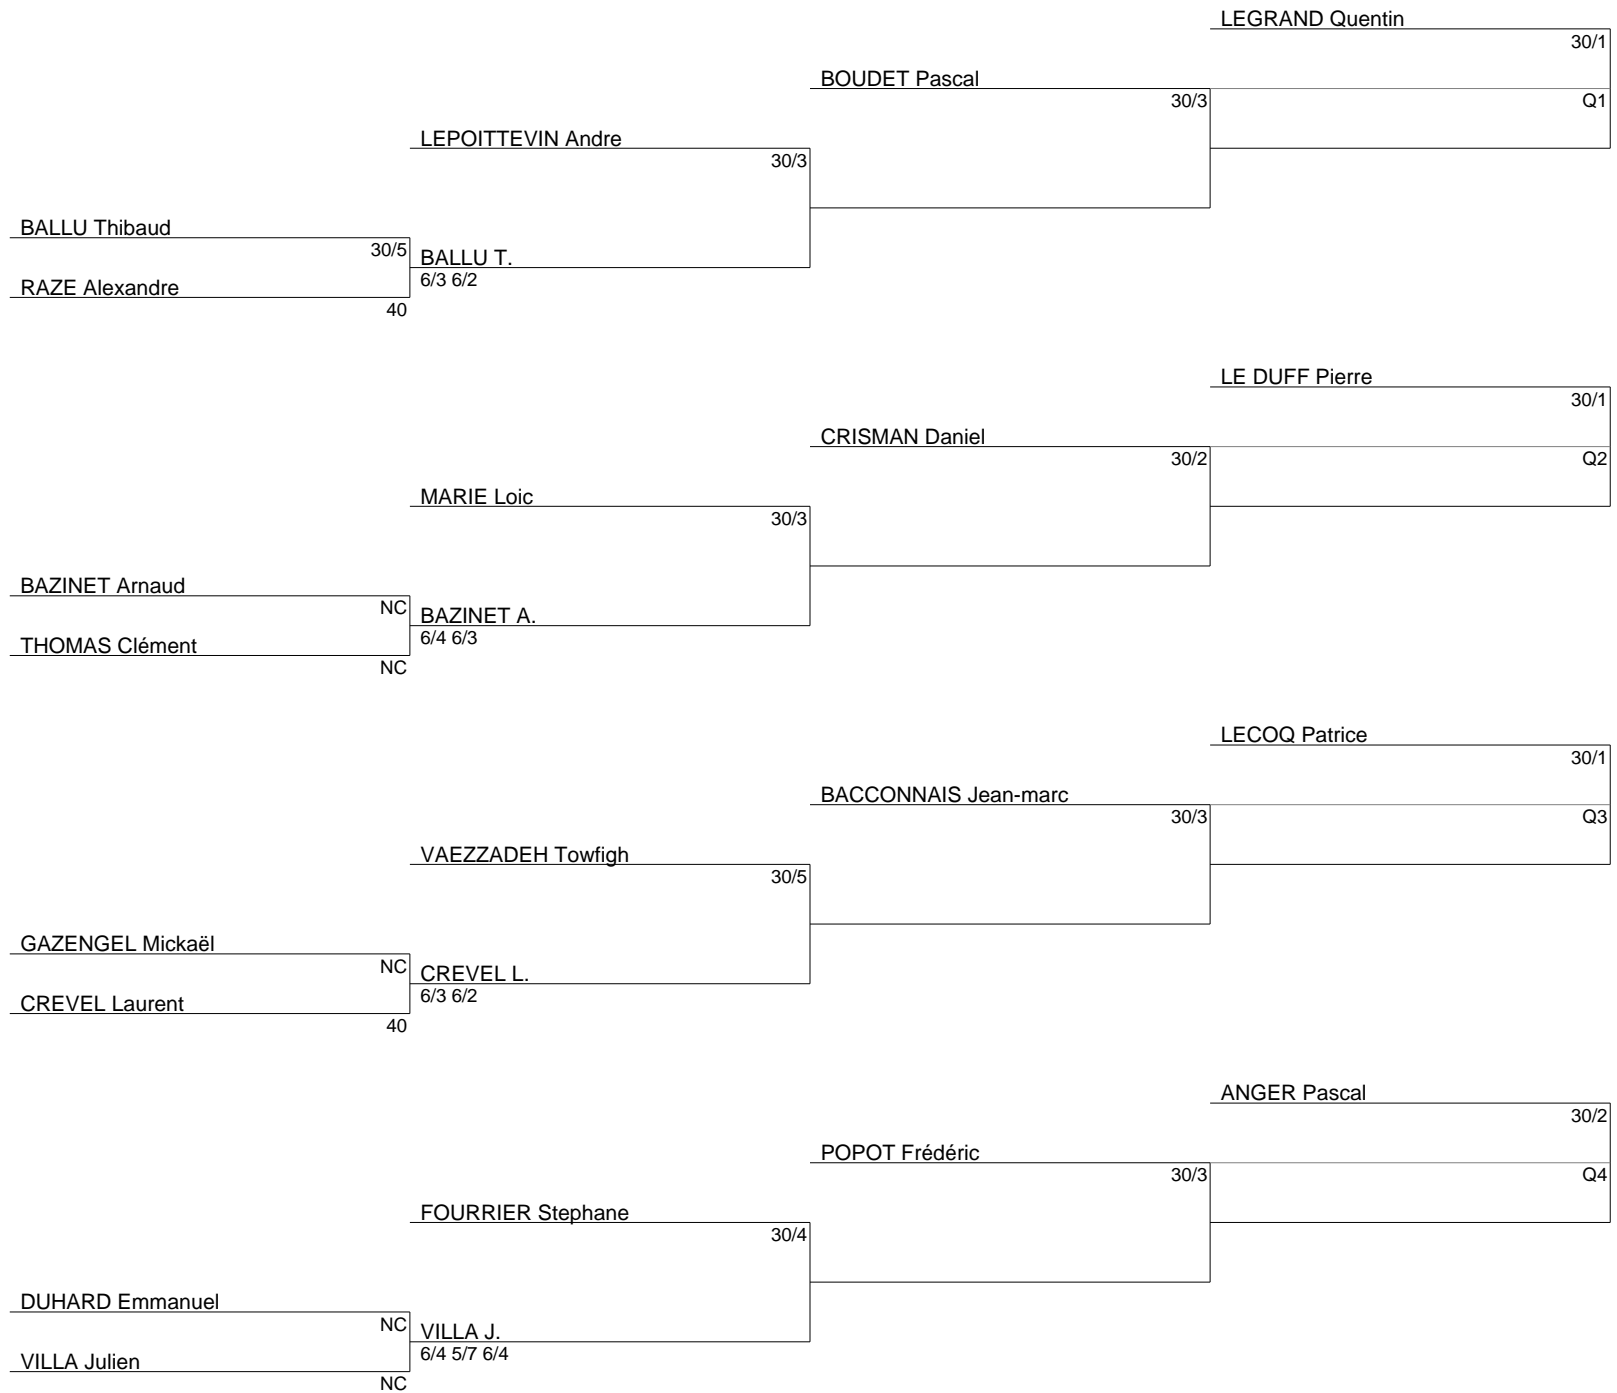 LEGRAND Quentin
30/1
BOUDET Pascal
30/3
Q1
LEPOITTEVIN Andre
30/3
BALLU Thibaud
30/5
BALLU T.
6/3 6/2
RAZE Alexandre
40
LE DUFF Pierre
30/1
CRISMAN Daniel
30/2
Q2
MARIE Loic
30/3
BAZINET Arnaud
NC
BAZINET A.
6/4 6/3
THOMAS Clément
NC
LECOQ Patrice
30/1
BACCONNAIS Jean-marc
30/3
Q3
VAEZZADEH Towfigh
30/5
GAZENGEL Mickaël
NC
CREVEL L.
6/3 6/2
CREVEL Laurent
40
ANGER Pascal
30/2
POPOT Frédéric
30/3
Q4
FOURRIER Stephane
30/4
DUHARD Emmanuel
NC
VILLA J.
6/4 5/7 6/4
VILLA Julien
NC